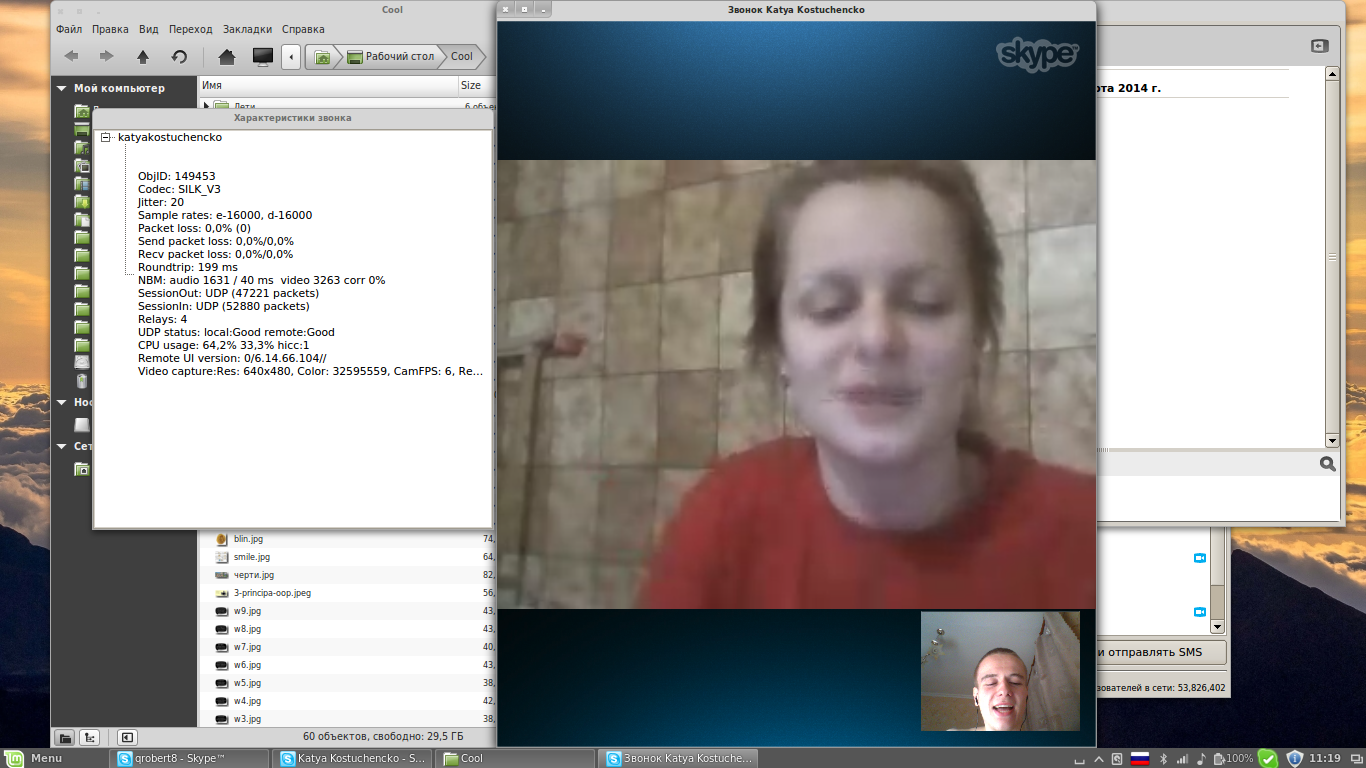 Cool
Файл Правка Вид Переход Закладки Справка
Рабочий стол Cool
Мой компьютер
Имя Size
Дети 6 объе
Характеристики звонка
katyakostuchencko
ObjID: 149453
Codec: SILK_V3
Jitter: 20
Sample rates: e-16000, d-16000
Packet loss: 0,0% (0)
Send packet loss: 0,0%/0,0%
Recv packet loss: 0,0%/0,0%
Roundtrip: 199 ms
NBM: audio 1631 / 40 ms video 3263 corr 0%
SessionOut: UDP (47221 packets)
SessionIn: UDP (52880 packets)
Relays: 4
UDP status: local:Good remote:Good
CPU usage: 64,2% 33,3% hicc:1
Remote UI version: 0/6.14.66.104//
Video capture:Res: 640x480, Color: 32595559, CamFPS: 6, Re...
Нос
Сет
blin.jpg 74,
smile.jpg 64,
черти.jpg 82,
3-principa-oop.jpeg 56,
w9.jpg 43,
w8.jpg 43,
w7.jpg 40,
w6.jpg 43,
w5.jpg 38,
w4.jpg 42,
w3.jpg 38,
60 объектов, свободно: 29,5 ГБ
Звонок Katya Kostuchencko
skype™
рта 2014 г.
и отправлять SMS
зователей в сети: 53,826,402
Menu
qrobert8 - Skype™
Katya Kostuchencko - S...
Cool
Звонок Katya Kostuche...
100%
11:19